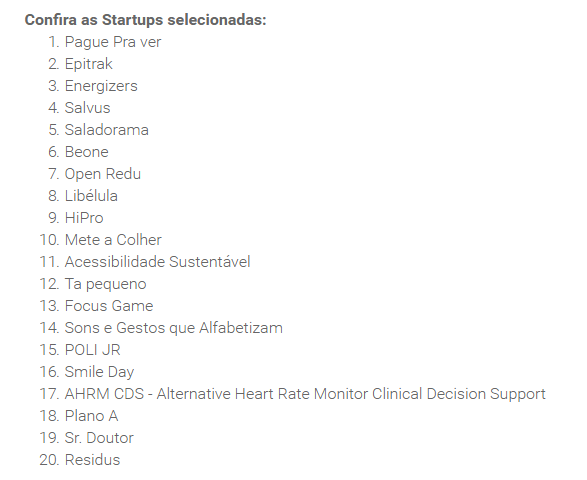 Confira as Startups selecionadas:
1. Pague Pra ver
2. Epitrak
3. Energizers
4. Salvus
5. Saladorama
6. Beone
7. Open Redu
8. Libélula
9. HiPro
10. Mete a Colher
11. Acessibilidade Sustentável
12. Ta pequeno
13. Focus Game
14. Sons e Gestos que Alfabetizam
15. POLI JR
16. Smile Day
17. AHRM CDS - Alternative Heart Rate Monitor Clinical Decision Support
18. Plano A
19. Sr. Doutor
20. Residus